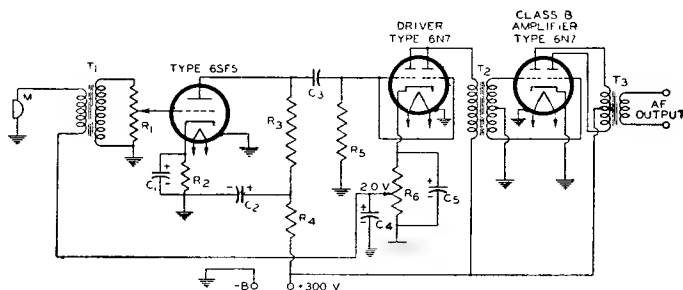 DRIVER
TYPE 6N7
CLASS B
AMPLIFIER
TYPE 6N7
T1
TYPE 6SF5
M
R1
C3
T2
T3
R3
R5
AF
OUTPUT
C1
R2
C2
R4
20 V
R6
C4
C5
-B
+300 V